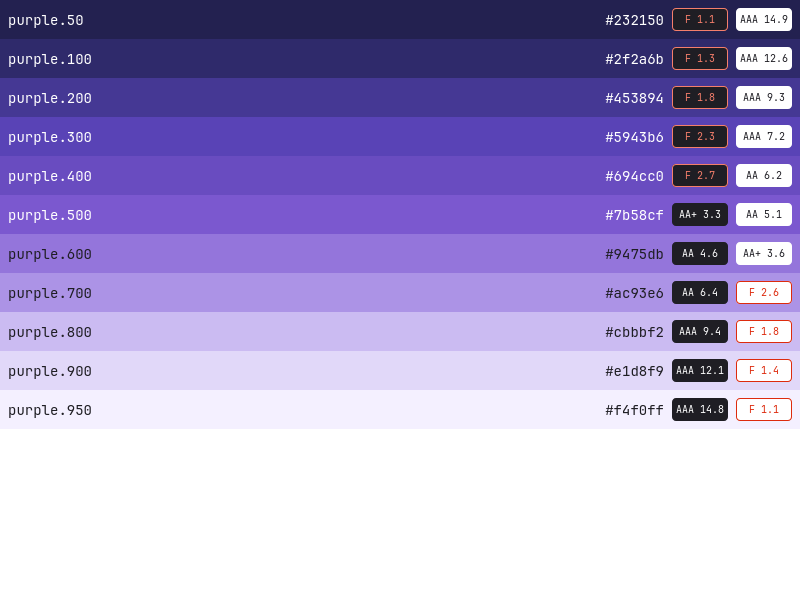 purple.50 #232150 F 1.1 AAA 14.9
purple.100 #2f2a6b F 1.3 AAA 12.6
purple.200 #453894 F 1.8 AAA 9.3
purple.300 #5943b6 F 2.3 AAA 7.2
purple.400 #694cc0 F 2.7 AA 6.2
purple.500 #7b58cf AA+ 3.3 AA 5.1
purple.600 #9475db AA 4.6 AA+ 3.6
purple.700 #ac93e6 AA 6.4 F 2.6
purple.800 #cbbbf2 AAA 9.4 F 1.8
purple.900 #e1d8f9 AAA 12.1 F 1.4
purple.950 #f4f0ff AAA 14.8 F 1.1